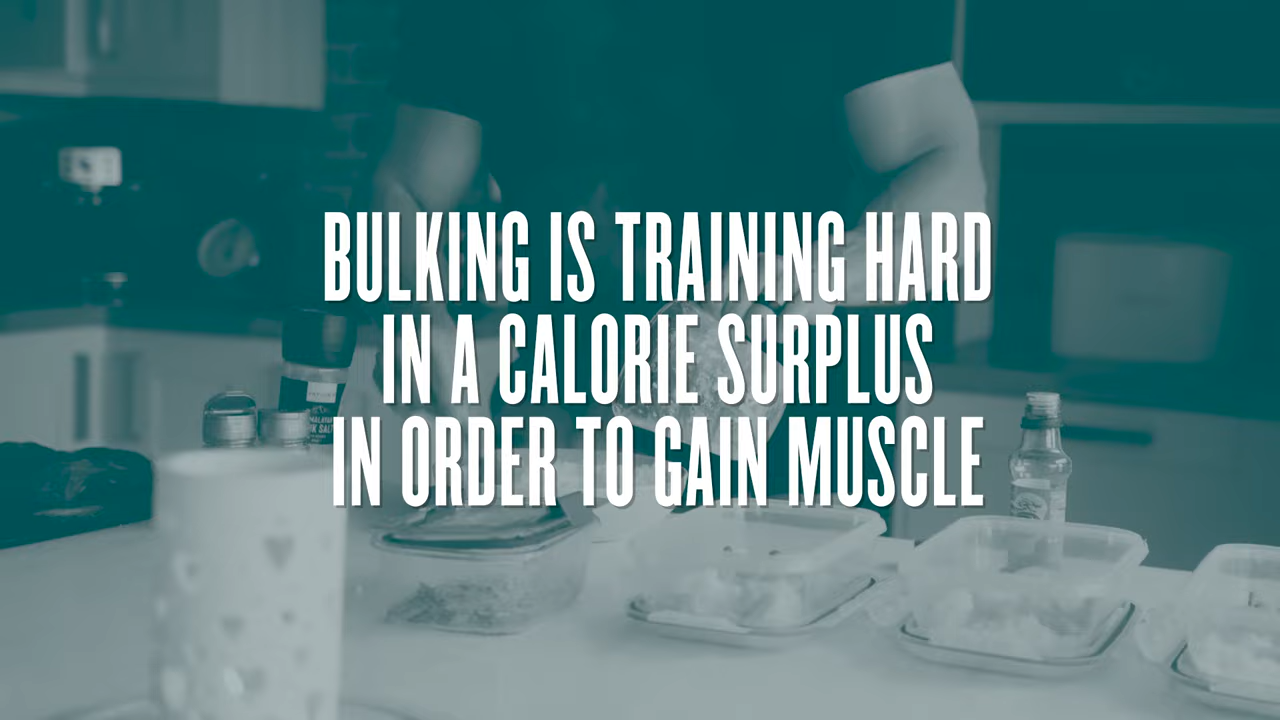 BULKING IS TRAINING HARD
IN A CALORIE SURPLUS
IN ORDER TO GAIN MUSCLE